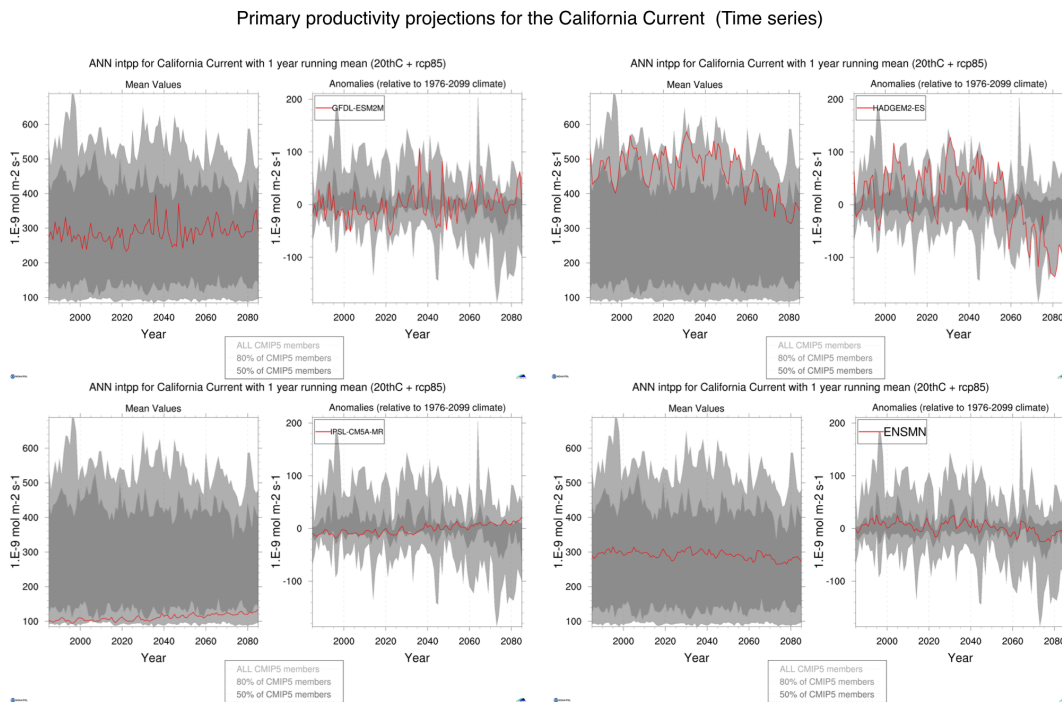 Primary productivity projections for the California Current (Time series)
ANN intpp for California Current with 1 year running mean (20thC + rcp85)
Mean Values
Anomalies (relative to 1976-2099 climate)
1.E-9 mol m-2 s-1
600
500
400
300
200
100
2000
2020
2040
2060
2080
Year
1.E-9 mol m-2 s-1
200
100
0
-100
GFDL-ESM2M
2000
2020
2040
2060
2080
Year
ALL CMIP5 members
80% of CMIP5 members
50% of CMIP5 members
ANN intpp for California Current with 1 year running mean (20thC + rcp85)
Mean Values
Anomalies (relative to 1976-2099 climate)
1.E-9 mol m-2 s-1
600
500
400
300
200
100
2000
2020
2040
2060
2080
Year
1.E-9 mol m-2 s-1
200
100
0
-100
HADGEM2-ES
2000
2020
2040
2060
2080
Year
ALL CMIP5 members
80% of CMIP5 members
50% of CMIP5 members
ANN intpp for California Current with 1 year running mean (20thC + rcp85)
Mean Values
Anomalies (relative to 1976-2099 climate)
1.E-9 mol m-2 s-1
600
500
400
300
200
100
2000
2020
2040
2060
2080
Year
1.E-9 mol m-2 s-1
200
100
0
-100
IPSL-CM5A-MR
2000
2020
2040
2060
2080
Year
ALL CMIP5 members
80% of CMIP5 members
50% of CMIP5 members
ANN intpp for California Current with 1 year running mean (20thC + rcp85)
Mean Values
Anomalies (relative to 1976-2099 climate)
1.E-9 mol m-2 s-1
600
500
400
300
200
100
2000
2020
2040
2060
2080
Year
1.E-9 mol m-2 s-1
200
100
0
-100
ENSMN
2000
2020
2040
2060
2080
Year
ALL CMIP5 members
80% of CMIP5 members
50% of CMIP5 members